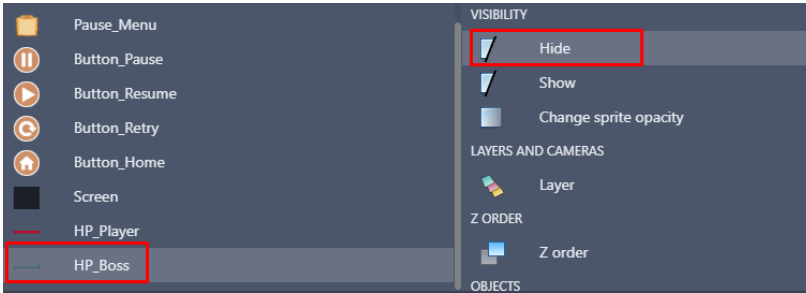 Pause_Menu
Button_Pause
Button_Resume
Button_Retry
Button_Home
Screen
HP_Player
HP_Boss
VISIBILITY
Hide
Show
Change sprite opacity
LAYERS AND CAMERAS
Layer
Z ORDER
Z order
OBJECTS